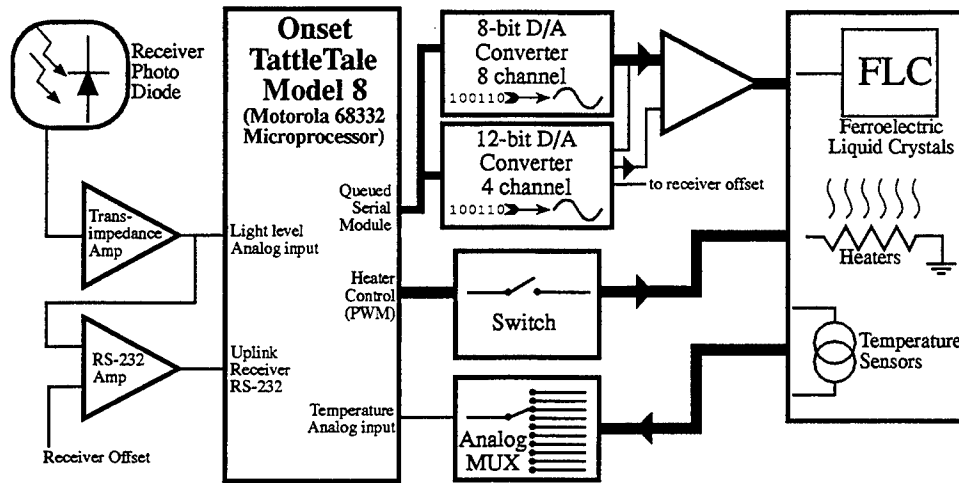 Receiver
Photo
Diode
Trans-
impedance
Amp
RS-232
Amp
Receiver Offset
Onset
TattleTale
Model 8
(Motorola 68332
Microprocessor)
Queued
Serial
Module
Light level
Analog input
Heater
Control
(PWM)
Uplink
Receiver
RS-232
Temperature
Analog input
8-bit D/A
Converter
8 channel
100110
12-bit D/A
Converter
4 channel
100110
to receiver offset
Switch
Analog
MUX
FLC
Ferroelectric
Liquid Crystals
Heaters
Temperature
Sensors